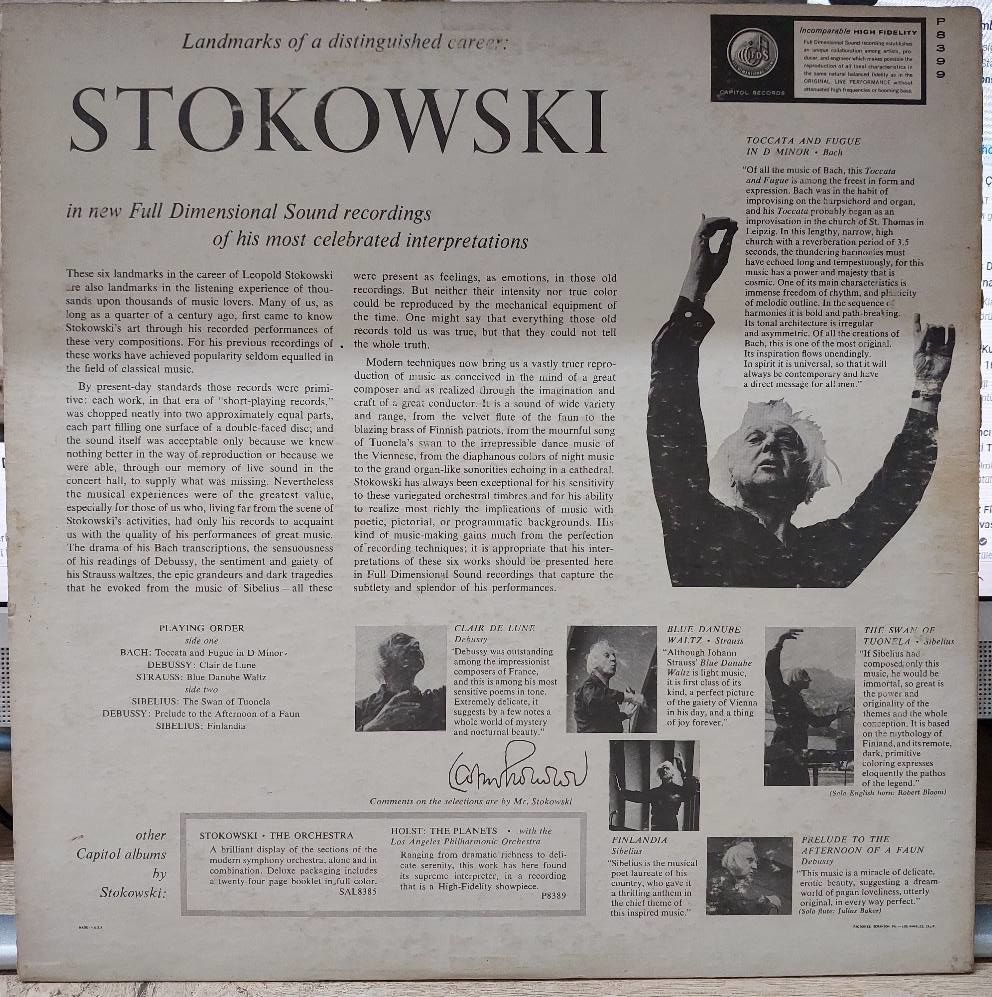 Landmarks of a distinguished career:
STOKOWSKI
in new Full Dimensional Sound recordings
of his most celebrated interpretations
These six landmarks in the career of Leopold Stokowski
are also landmarks in the listening experience of thou-
sands upon thousands of music lovers. Many of us, as
long as a quarter of a century ago, first came to know
Stokowski's art through his recorded performances of
these very compositions. For his previous recordings of
these works have achieved popularity seldom equalled in
the field of classical music.
By present-day standards those records were primi-
tive: each work, in that era of "short-playing records,"
was chopped neatly into two approximately equal parts,
each part filling one surface of a double-faced disc; and
the sound itself was acceptable only because we knew
nothing better in the way of reproduction or because we
were able, through our memory of live sound in the
concert hall, to supply what was missing. Nevertheless
the musical experiences were of the greatest value,
especially for those of us who, living far from the scene of
Stokowski's activities, had only his records to acquaint
us with the quality of his performances of great music.
The drama of his Bach transcriptions, the sensuousness
of his readings of Debussy, the sentiment and gaiety of
his Strauss waltzes, the epic grandeurs and dark tragedies
that he evoked from the music of Sibelius — all these
were present as feelings, as emotions, in those old
recordings. But neither their intensity nor true color
could be reproduced by the mechanical equipment of
the time. One might say that everything those old
records told us was true, but that they could not tell
the whole truth.
Modern techniques now bring us a vastly truer repro-
duction of music as conceived in the mind of a great
composer and as realized through the imagination and
craft of a great conductor. It is a sound of wide variety
and range, from the velvet flute of the faun to the
blazing brass of Finnish patriots, from the mournful song
of Tuonela's swan to the irrepressible dance music of
the Viennese, from the diaphanous colors of night music
to the grand organ-like sonorities echoing in a cathedral.
Stokowski has always been exceptional for his sensitivity
to these variegated orchestral timbres and for his ability
to realize most richly the implications of music with
poetic, pictorial, or programmatic backgrounds. His
kind of music-making gains much from the perfection
of recording techniques; it is appropriate that his inter-
pretations of these six works should be presented here
in Full Dimensional Sound recordings that capture the
subtlety and splendor of his performances.
CAPITOL RECORDS
Incomparable HIGH FIDELITY
Full Dimensional Sound recording establishes
an unique collaboration among artists, pro-
ducer, and engineer which makes possible the
reproduction of all tonal characteristics in
the same natural balanced fidelity as in the
ORIGINAL LIVE PERFORMANCE without
attenuated high frequencies or booming bass.
P8399
TOCCATA AND FUGUE
IN D MINOR • Bach
"Of all the music of Bach, this Toccata
and Fugue is among the freest in form and
expression. Bach was in the habit of
improvising on the harpsichord and organ,
and his Toccata probably began as an
improvisation in the church of St. Thomas in
Leipzig. In this lengthy, narrow, high
church with a reverberation period of 3.5
seconds, the thundering harmonies must
have echoed long and tempestuously, for this
music has a power and majesty that is
cosmic. One of its main characteristics is
immense freedom of rhythm, and plasticity
of melodic outline. In the sequence of
harmonies it is bold and path-breaking.
Its tonal architecture is irregular
and asymmetric. Of all the creations of
Bach, this is one of the most original.
Its inspiration flows unendingly.
In spirit it is universal, so that it will
always be contemporary and have
a direct message for all men."
PLAYING ORDER
side one
BACH: Toccata and Fugue in D Minor
DEBUSSY: Clair de Lune
STRAUSS: Blue Danube Waltz
side two
SIBELIUS: The Swan of Tuonela
DEBUSSY: Prelude to the Afternoon of a Faun
SIBELIUS: Finlandia
CLAIR DE LUNE
Debussy
"Debussy was outstanding
among the impressionist
composers of France,
and this is among his most
sensitive poems in tone.
Extremely delicate, it
suggests by a few notes a
whole world of mystery
and nocturnal beauty."
BLUE DANUBE
WALTZ • Strauss
"Although Johann
Strauss' Blue Danube
Waltz is light music,
it is first class of its
kind, a perfect picture
of the gaiety of Vienna
in his day, and a thing
of joy forever."
THE SWAN OF
TUONELA • Sibelius
"If Sibelius had
composed only this
music, he would be
immortal, so great is
the power and
originality of the
themes and the whole
conception. It is based
on the mythology of
Finland, and its remote,
dark, primitive
coloring expresses
eloquently the pathos
of the legend."
(Solo English horn: Robert Bloom)
Comments on the selections are by Mr. Stokowski
other
Capitol albums
by
Stokowski:
STOKOWSKI • THE ORCHESTRA
A brilliant display of the sections of the
modern symphony orchestra, alone and in
combination. Deluxe packaging includes
a twenty-four page booklet in full color.
SAL8385
HOLST: THE PLANETS • with the
Los Angeles Philharmonic Orchestra
Ranging from dramatic richness to deli-
cate serenity, this work has here found
its supreme interpreter, in a recording
that is a High-Fidelity showpiece.
P8389
FINLANDIA
Sibelius
"Sibelius is the musical
poet laureate of his
country, who gave it
a thrilling anthem in
the chief theme of
this inspired music."
PRELUDE TO THE
AFTERNOON OF A FAUN
Debussy
"This music is a miracle of delicate,
erotic beauty, suggesting a dream-
world of pagan loveliness, utterly
original, in every way perfect."
(Solo flute: Julius Baker)